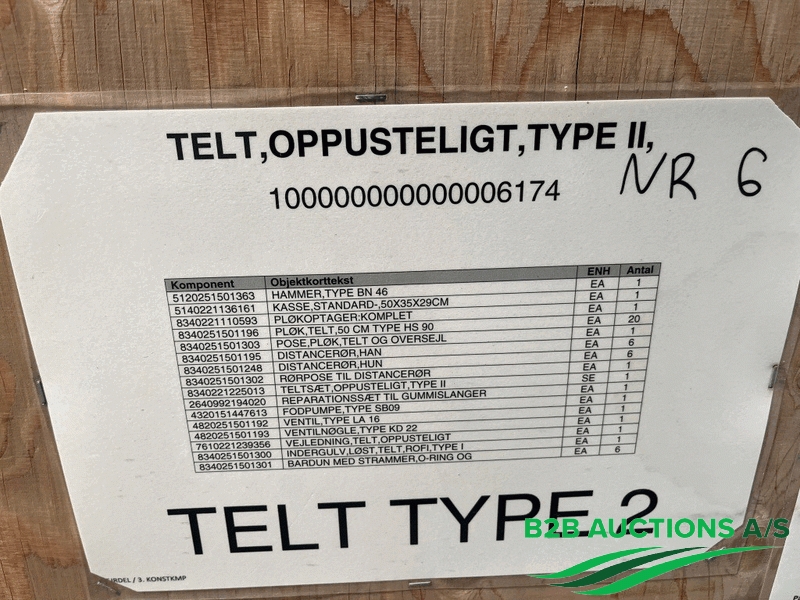 TELT,OPPUSTELIGT,TYPE II,
NR 6
100000000000006174
Komponent Objektkorttekst ENH Antal
5120251501363 HAMMER,TYPE BN 46 EA 1
5140221136161 KASSE,STANDARD-,50X35X29CM EA 1
8340221110593 PLØKOPTAGER:KOMPLET EA 1
8340251501196 PLØK,TELT,50 CM TYPE HS 90 EA 20
8340251501303 POSE,PLØK,TELT OG OVERSEJL EA 1
8340251501195 DISTANCERØR,HAN EA 6
8340251501248 DISTANCERØR,HUN EA 6
8340251501302 RØRPOSE TIL DISTANCERØR EA 1
8340221225013 TELTSÆT,OPPUSTELIGT,TYPE II EA 1
2640992194020 REPARATIONSSÆT TIL GUMMISLANGER SE 1
4320151447613 FODPUMPE,TYPE SB09 EA 1
4820251501192 VENTIL,TYPE LA 16 EA 1
4820251501193 VENTILNØGLE,TYPE KD 22 EA 1
7610221239356 VEJLEDNING,TELT,OPPUSTELIGT EA 1
8340251501300 INDERGULV,LØST,TELT,ROFI,TYPE I EA 1
8340251501301 BARDUN MED STRAMMER,O-RING OG EA 6
TELT TYPE 2
B2B AUCTIONS A/S
/ 3. KONSTKMP